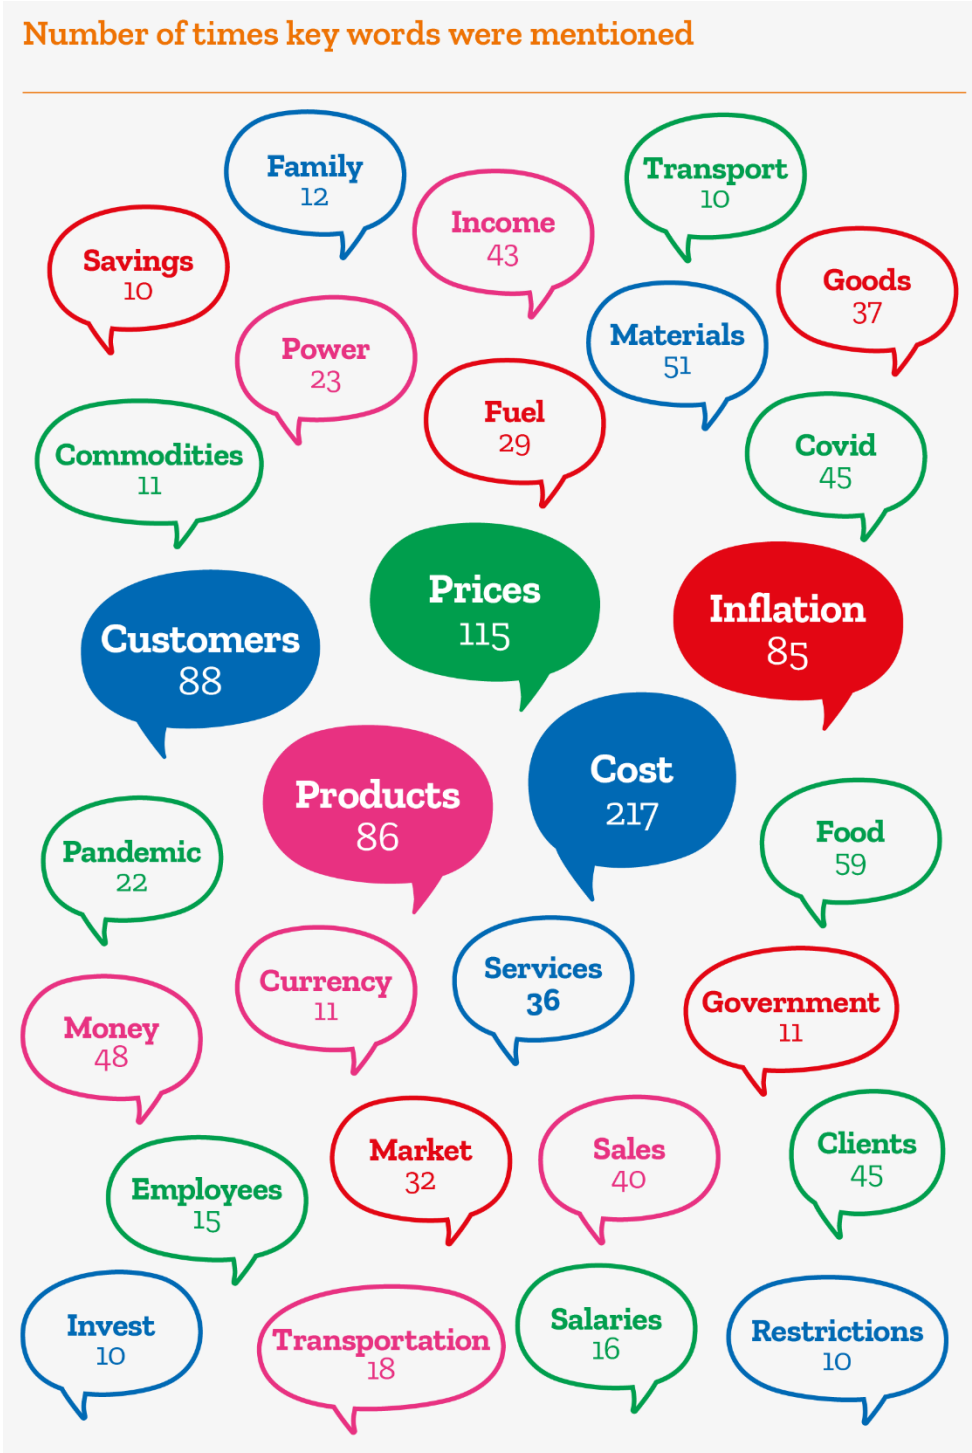 Number of times key words were mentioned
Family
12
Transport
10
Income
43
Savings
10
Goods
37
Power
23
Materials
51
Fuel
29
Commodities
11
Covid
45
Prices
115
Inflation
85
Customers
88
Products
86
Cost
217
Pandemic
22
Food
59
Currency
11
Services
36
Government
11
Money
48
Market
32
Sales
40
Clients
45
Employees
15
Invest
10
Transportation
18
Salaries
16
Restrictions
10